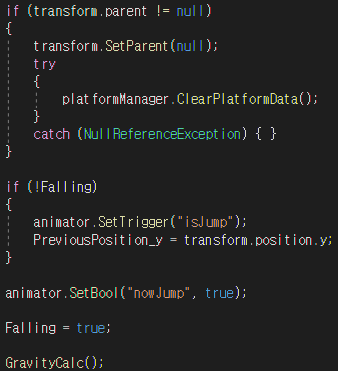 if (transform.parent != null)
{
    transform.SetParent(null);
    try
    {
        platformManager.ClearPlatformData();
    }
    catch (NullReferenceException) { }
}

if (!Falling)
{
    animator.SetTrigger("isJump");
    PreviousPosition_y = transform.position.y;
}

animator.SetBool("nowJump", true);

Falling = true;

GravityCalc();